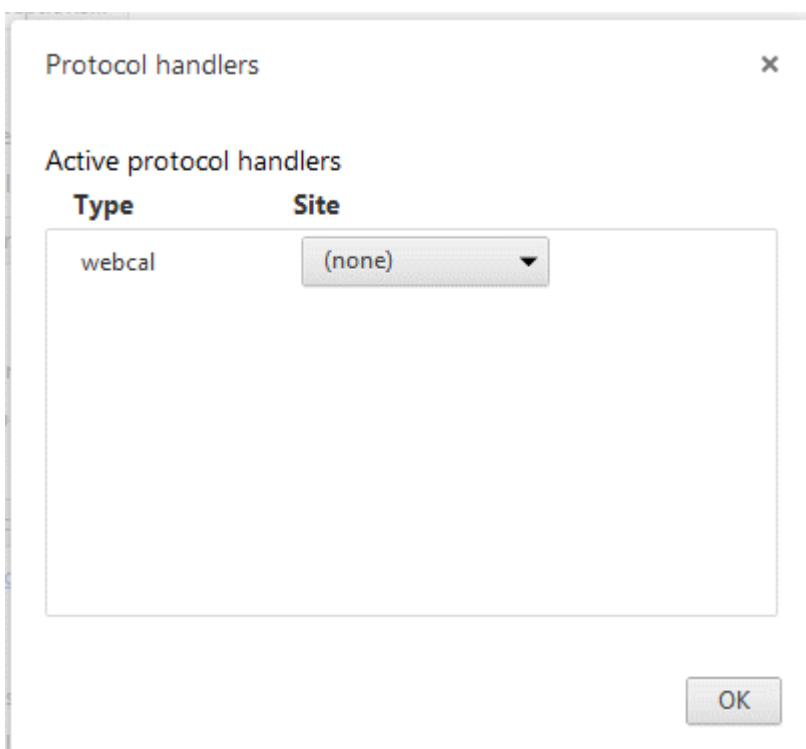 Protocol handlers
Active protocol handlers
Type Site
webcal (none)
OK